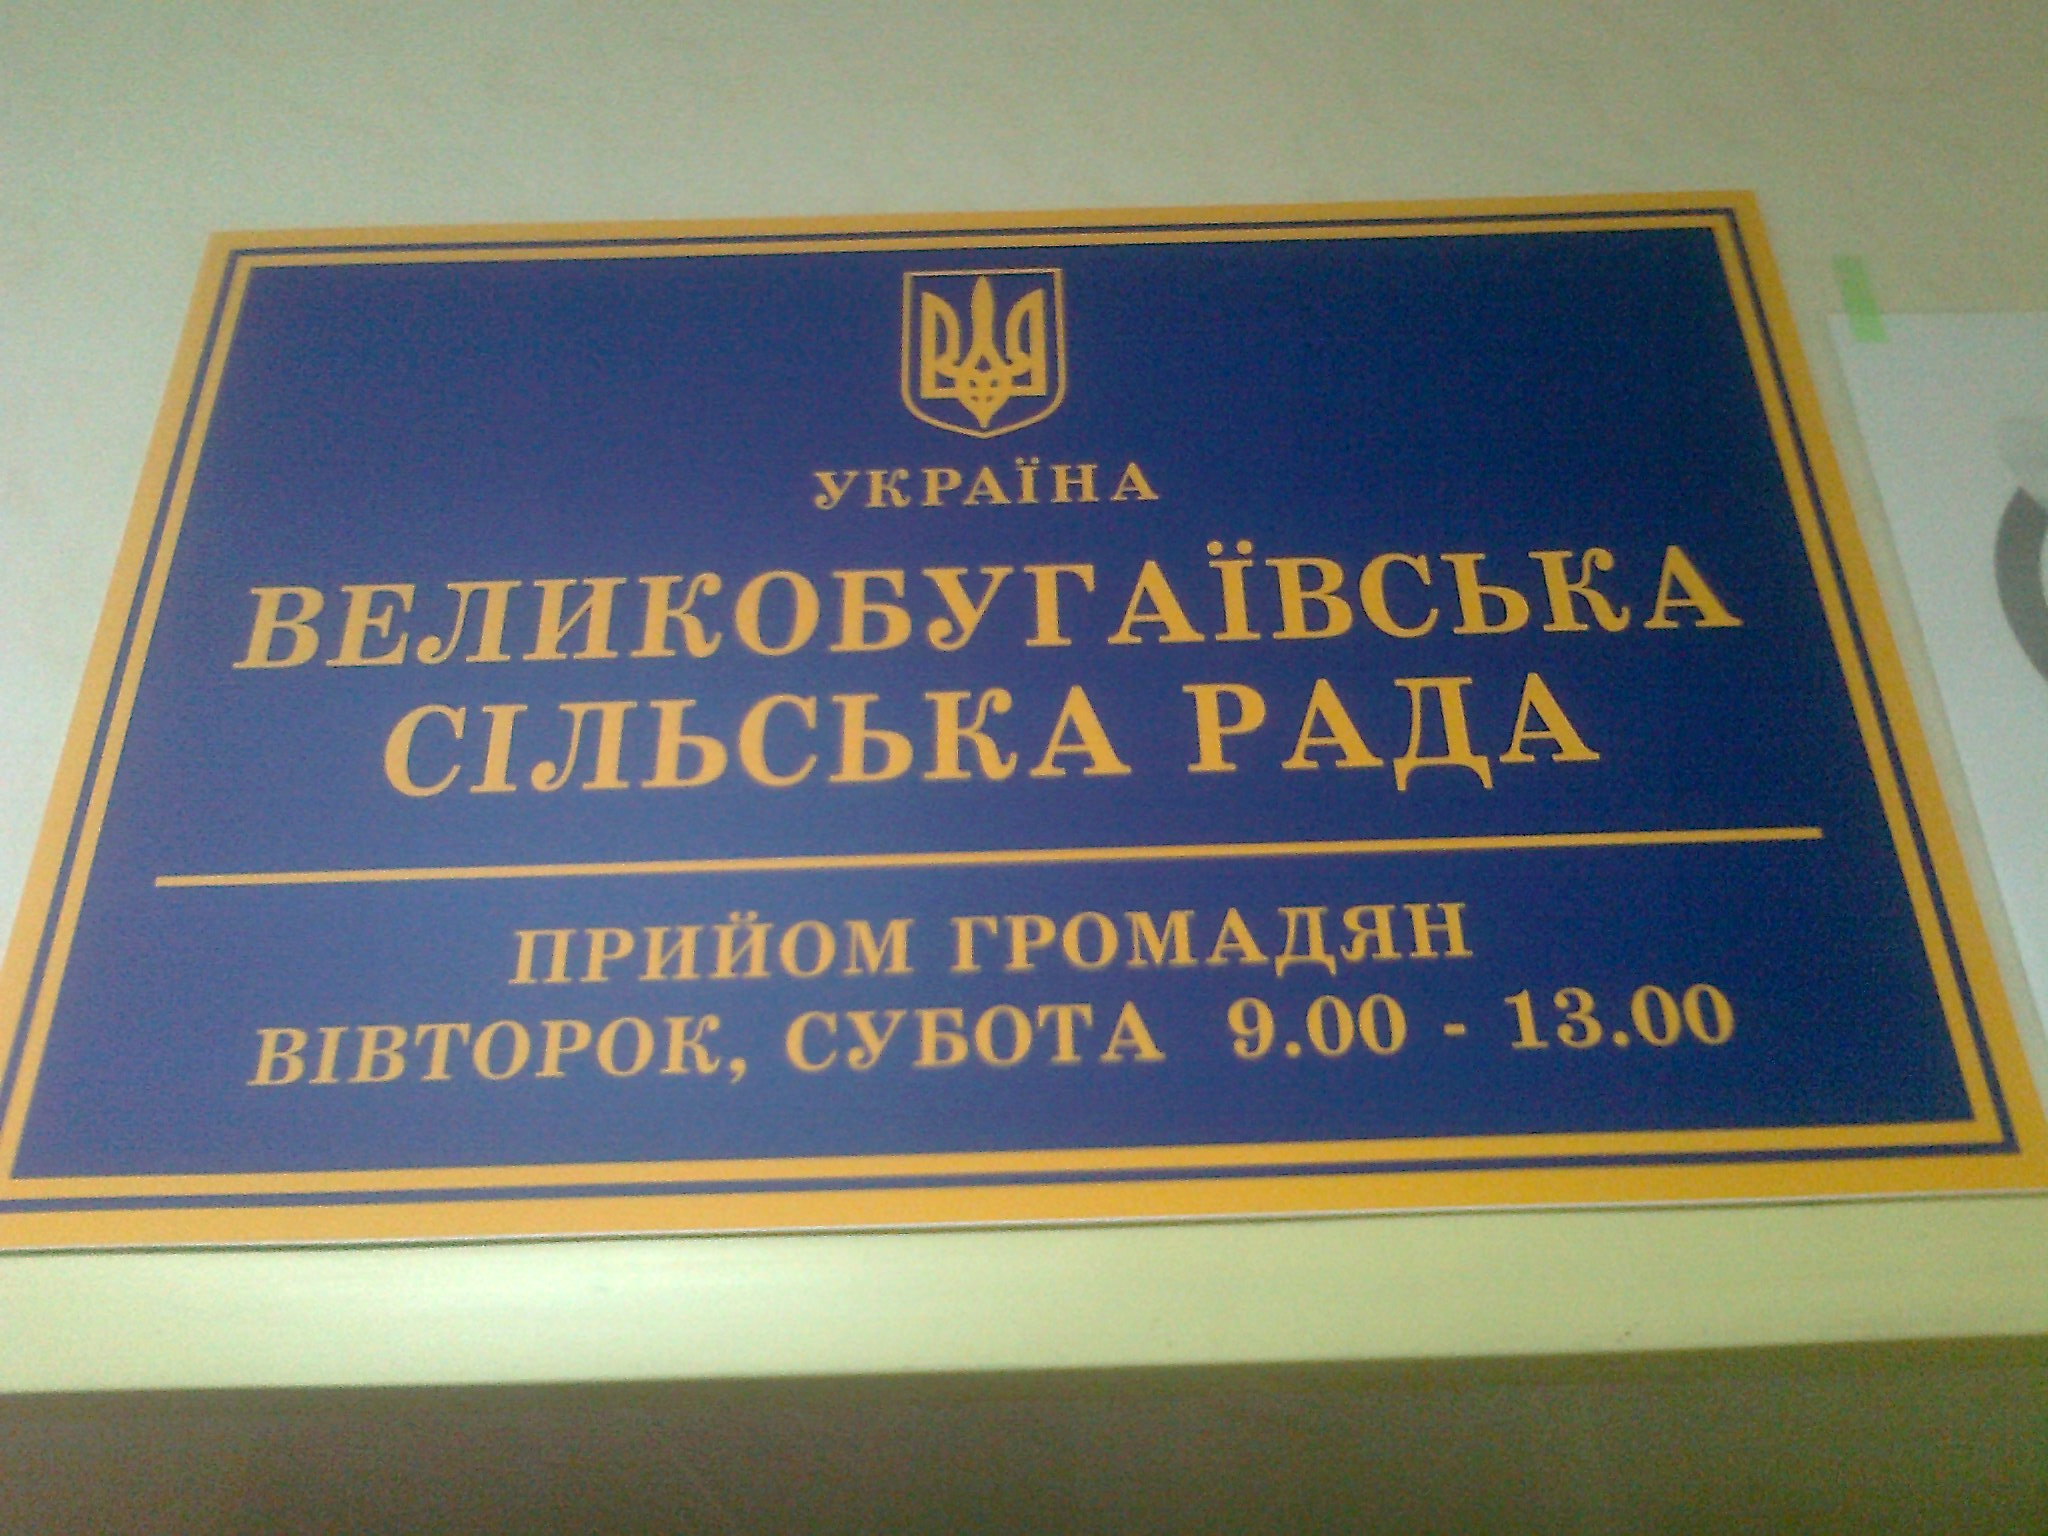 УКРАЇНА
ВЕЛИКОБУГАЇВСЬКА
СІЛЬСЬКА РАДА
ПРИЙОМ ГРОМАДЯН
ВІВТОРОК, СУБОТА 9.00 - 13.00